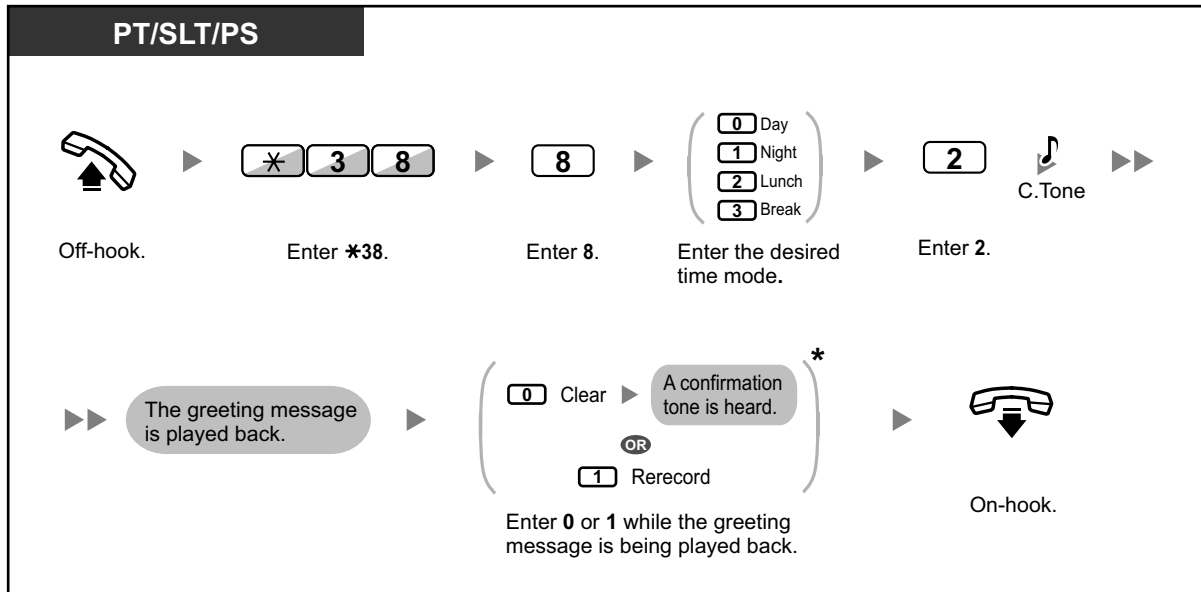 PT/SLT/PS
0 Day
1 Night
2 Lunch
3 Break
* 3 8
8
2
C.Tone
Off-hook.
Enter *38.
Enter 8.
Enter the desired
time mode.
Enter 2.
The greeting message
is played back.
0 Clear
A confirmation
tone is heard.
*
OR
1 Rerecord
Enter 0 or 1 while the greeting
message is being played back.
On-hook.